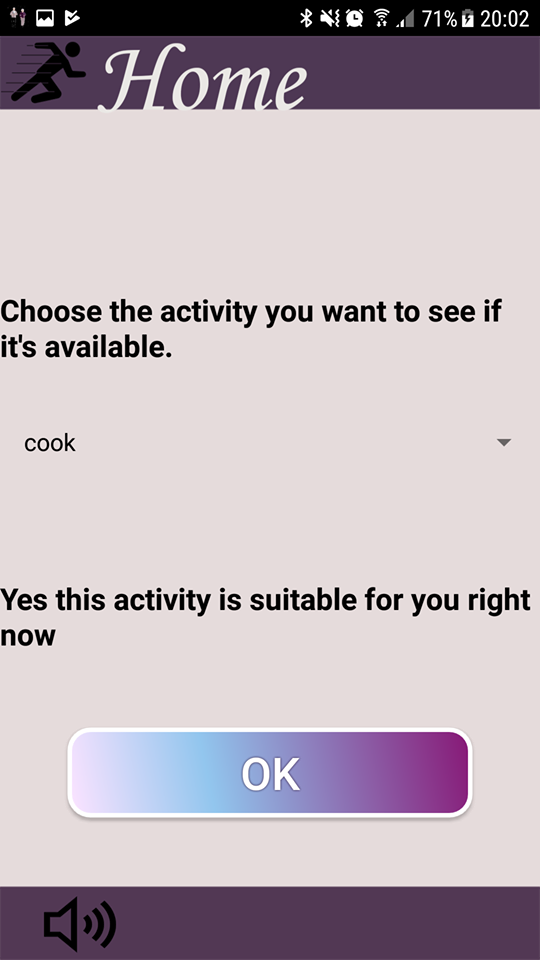 71% 20:02
Home
Choose the activity you want to see if
it's available.
cook
Yes this activity is suitable for you right
now
OK